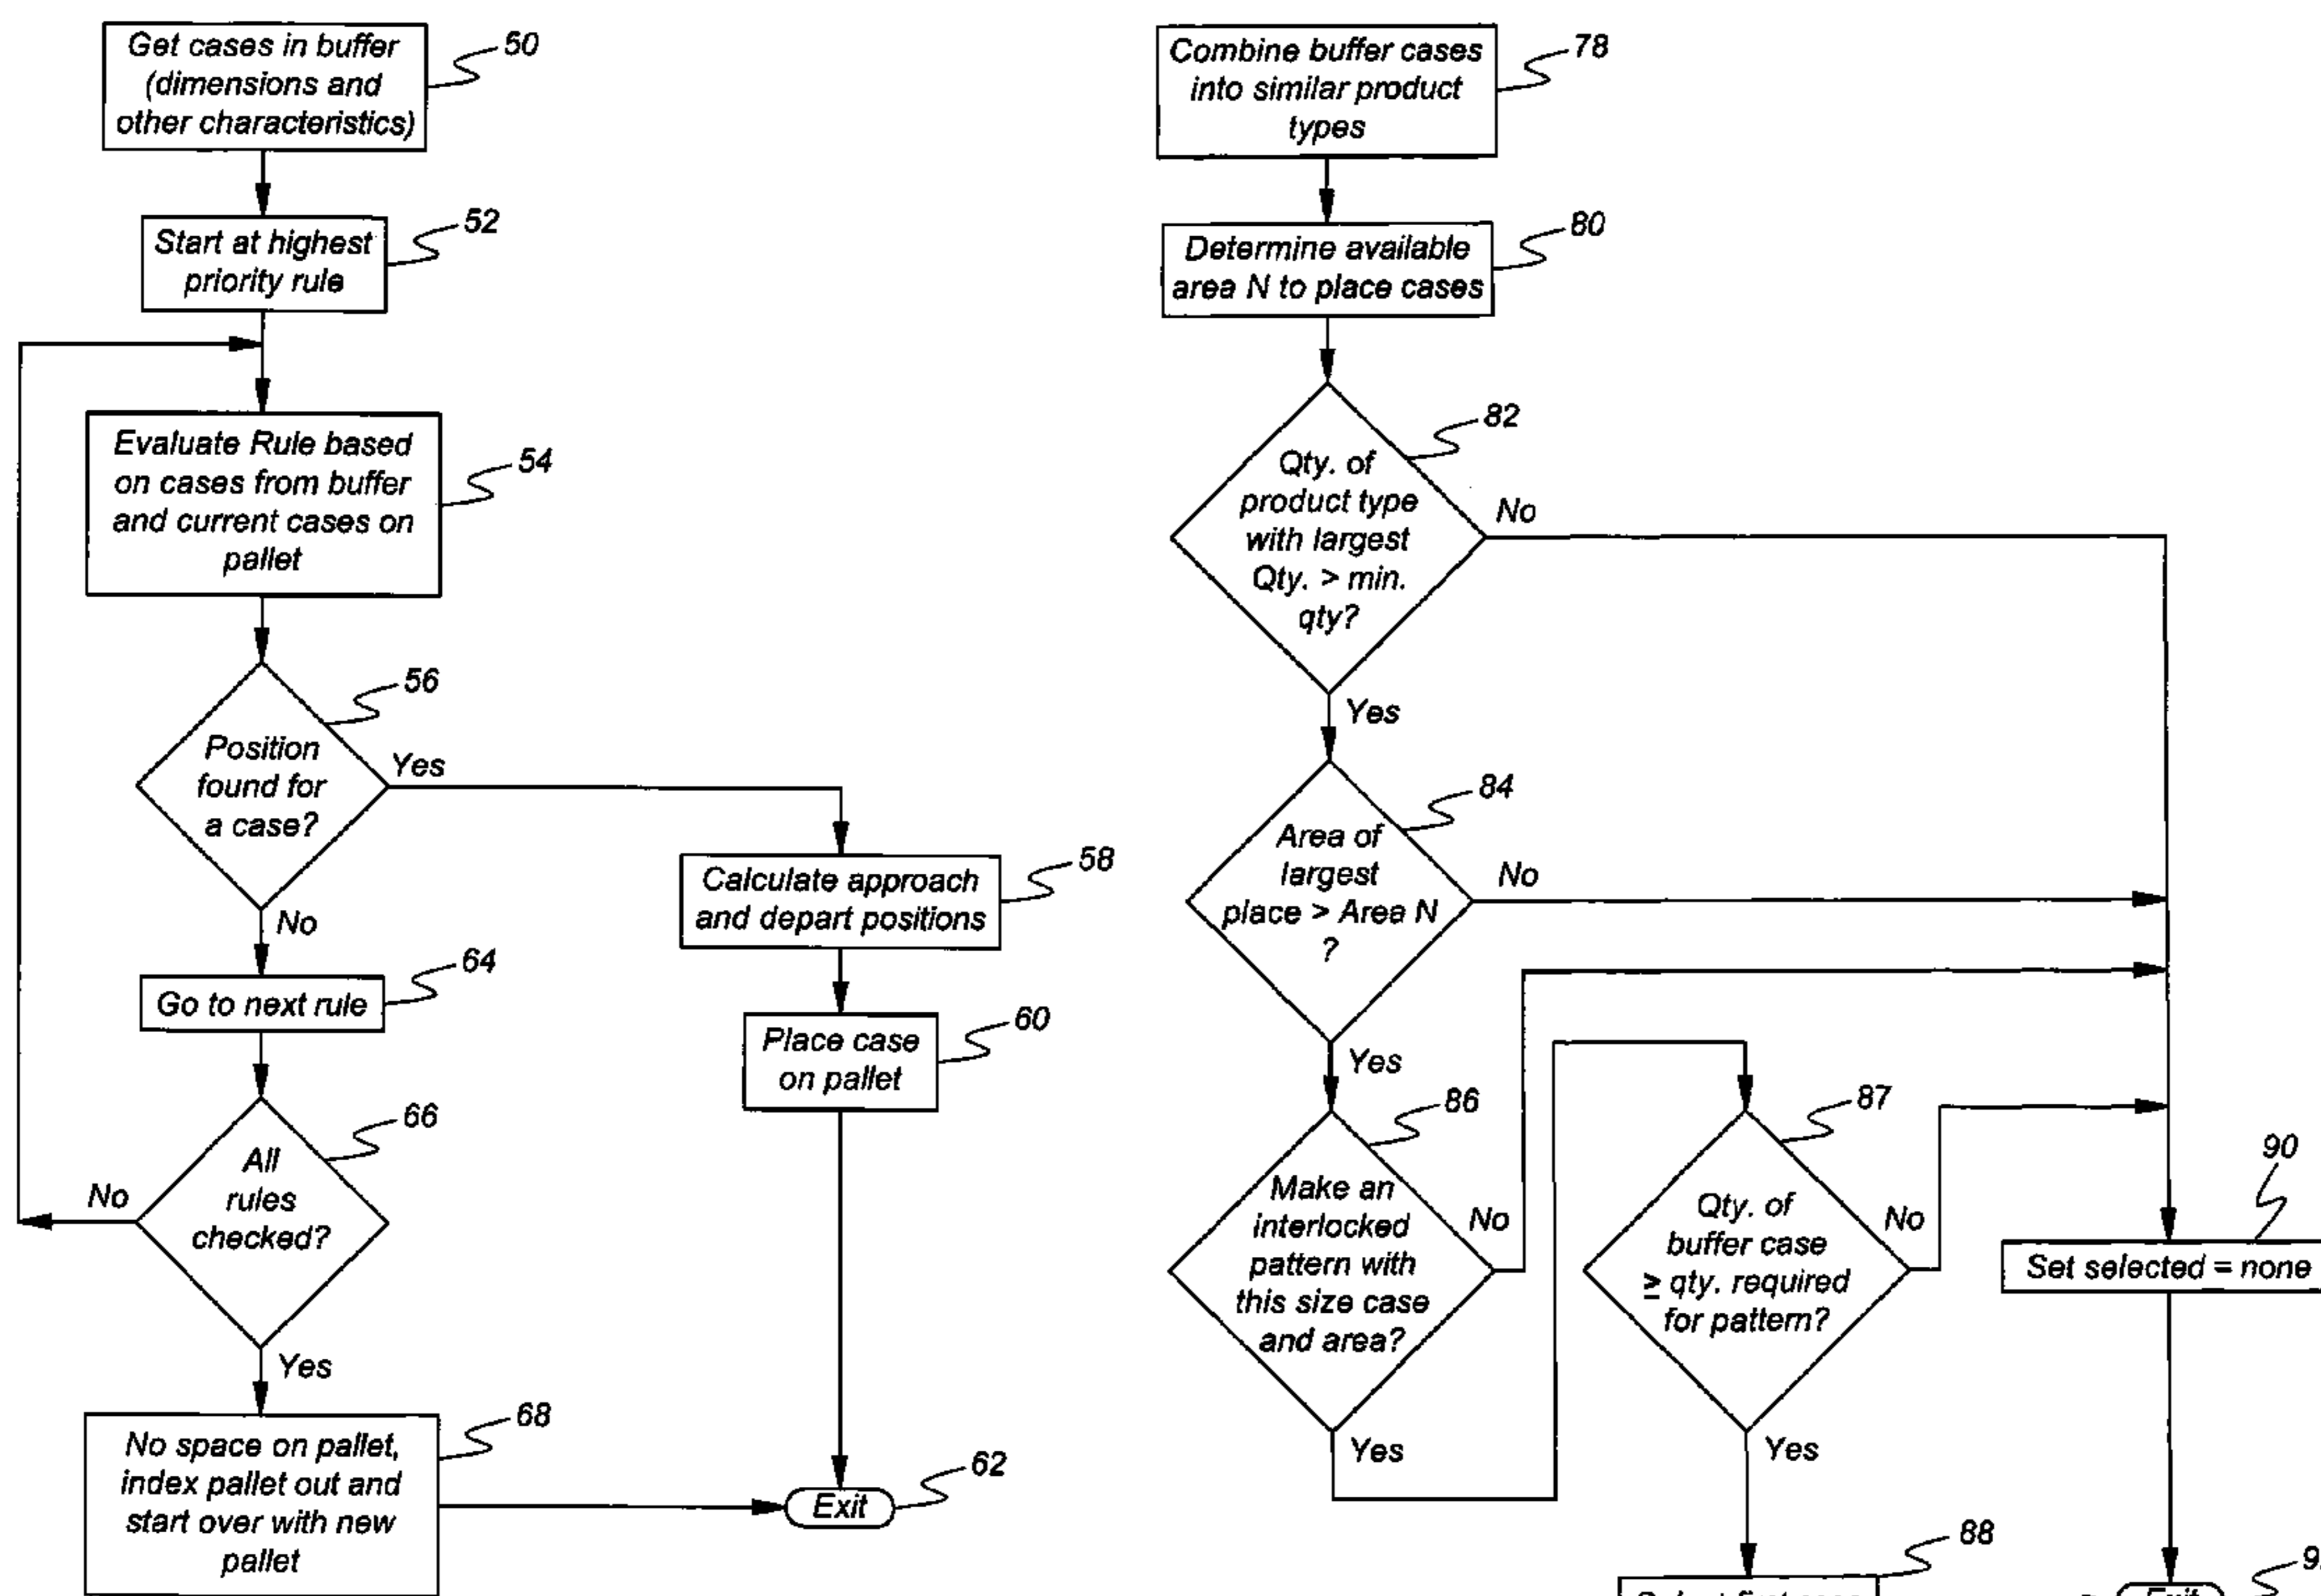 Get cases in buffer
(dimensions and
other characteristics)
50
Start at highest
priority rule
52
Evaluate Rule based
on cases from buffer
and current cases on
pallet
54
Position
found for
a case?
56
Yes
No
Calculate approach
and depart positions
58
Place case
on pallet
60
Go to next rule
64
All
rules
checked?
66
No
Yes
No space on pallet,
index pallet out and
start over with new
pallet
68
Exit
62
Combine buffer cases
into similar product
types
78
Determine available
area N to place cases
80
Qty. of
product type
with largest
Qty. > min.
qty?
82
No
Yes
Area of
largest
place > Area N
?
84
No
Yes
Make an
interlocked
pattern with
this size case
and area?
86
No
Yes
Qty. of
buffer case
≥ qty. required
for pattern?
87
No
Yes
Set selected = none
90
88
Exit